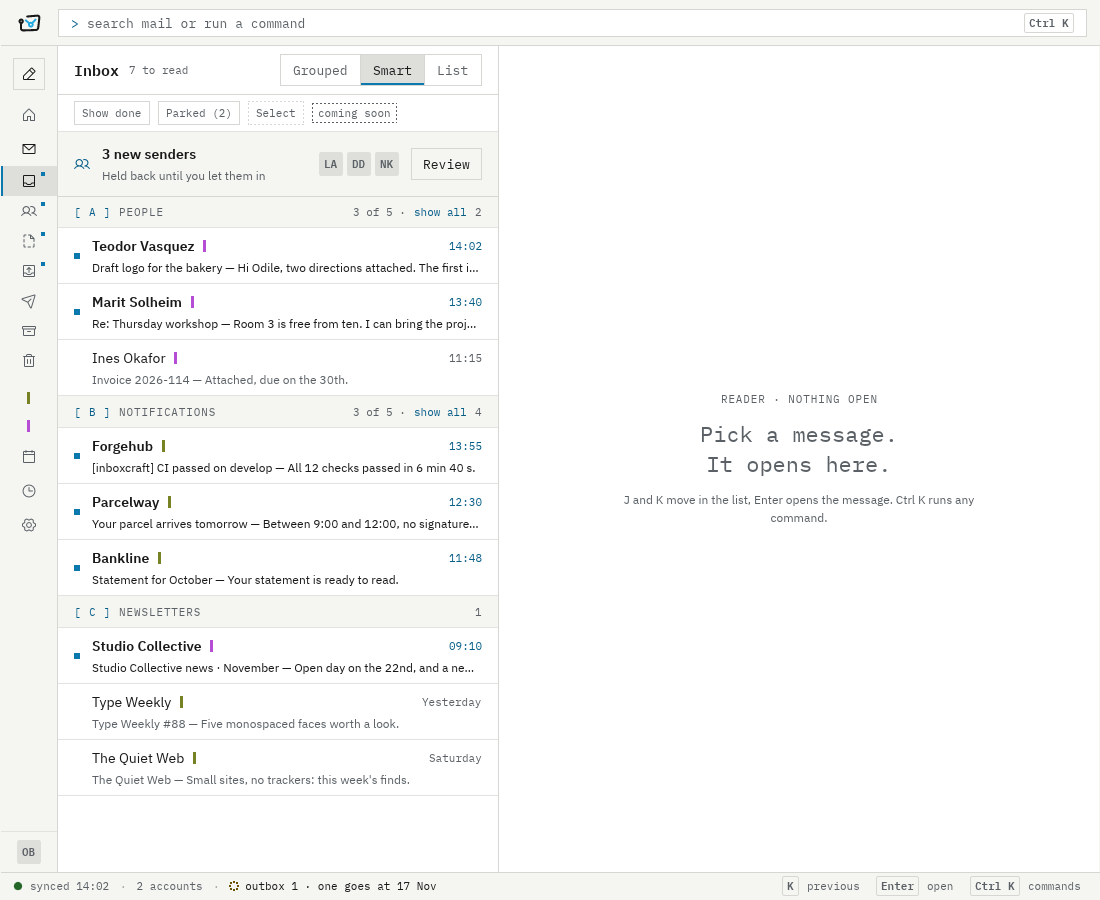 > search mail or run a command Ctrl K
Inbox 7 to read Grouped Smart List
Show done Parked (2) Select coming soon
3 new senders
Held back until you let them in
LA DD NK Review
[ A ] PEOPLE 3 of 5 · show all 2
Teodor Vasquez 14:02
Draft logo for the bakery — Hi Odile, two directions attached. The first i…
Marit Solheim 13:40
Re: Thursday workshop — Room 3 is free from ten. I can bring the proj…
Ines Okafor 11:15
Invoice 2026-114 — Attached, due on the 30th.
[ B ] NOTIFICATIONS 3 of 5 · show all 4
Forgehub 13:55
[inboxcraft] CI passed on develop — All 12 checks passed in 6 min 40 s.
Parcelway 12:30
Your parcel arrives tomorrow — Between 9:00 and 12:00, no signature…
Bankline 11:48
Statement for October — Your statement is ready to read.
[ C ] NEWSLETTERS 1
Studio Collective 09:10
Studio Collective news · November — Open day on the 22nd, and a ne…
Type Weekly Yesterday
Type Weekly #88 — Five monospaced faces worth a look.
The Quiet Web Saturday
The Quiet Web — Small sites, no trackers: this week's finds.
READER · NOTHING OPEN
Pick a message.
It opens here.
J and K move in the list, Enter opens the message. Ctrl K runs any
command.
OB
synced 14:02 · 2 accounts · outbox 1 · one goes at 17 Nov K previous Enter open Ctrl K commands